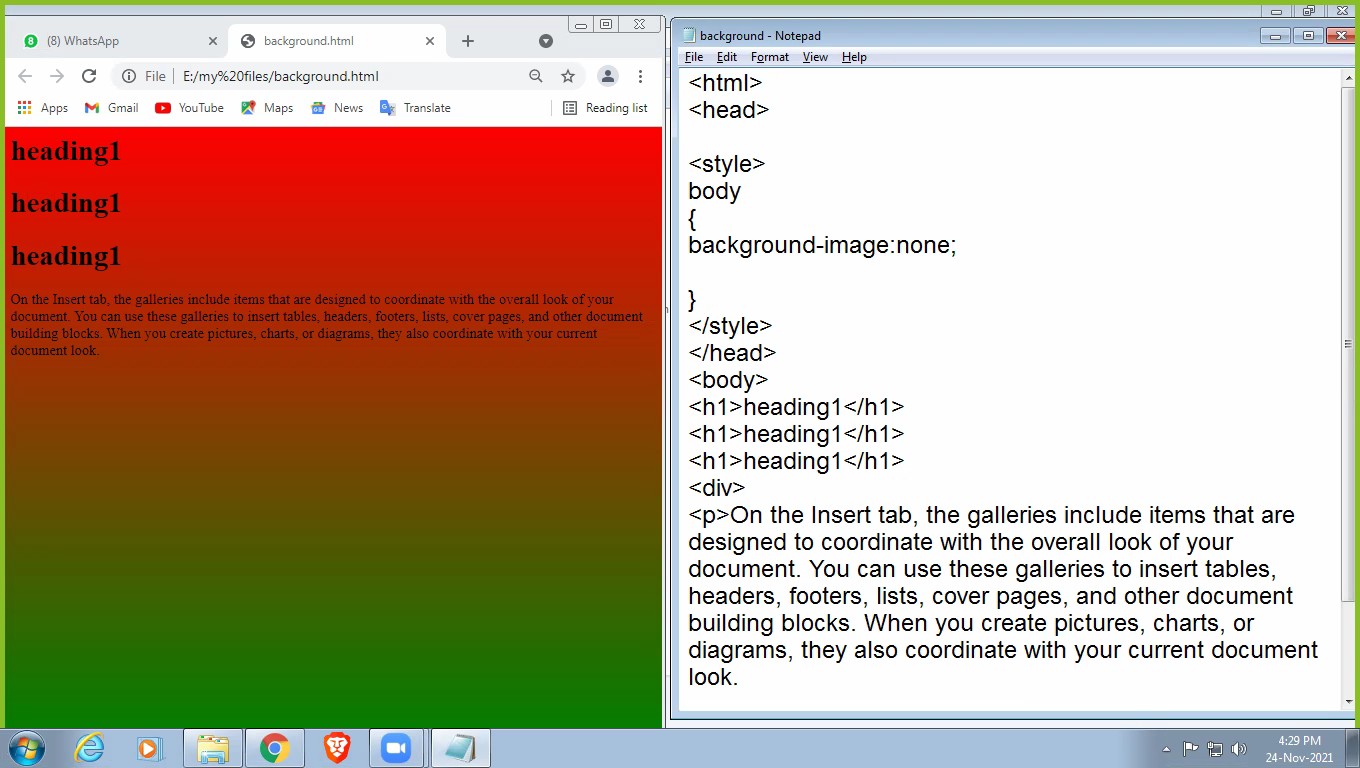 (8) WhatsApp
background.html
File
E:/my%20files/background.html
Apps
Gmail
YouTube
Maps
News
Translate
Reading list
heading1
heading1
heading1
On the Insert tab, the galleries include items that are designed to coordinate with the overall look of your
document. You can use these galleries to insert tables, headers, footers, lists, cover pages, and other document
building blocks. When you create pictures, charts, or diagrams, they also coordinate with your current
document look.
background - Notepad
File Edit Format View Help
<html>
<head>
<style>
body
{
background-image:none;
}
</style>
</head>
<body>
<h1>heading1</h1>
<h1>heading1</h1>
<h1>heading1</h1>
<div>
<p>On the Insert tab, the galleries include items that are
designed to coordinate with the overall look of your
document. You can use these galleries to insert tables,
headers, footers, lists, cover pages, and other document
building blocks. When you create pictures, charts, or
diagrams, they also coordinate with your current document
look.
4:29 PM
24-Nov-2021